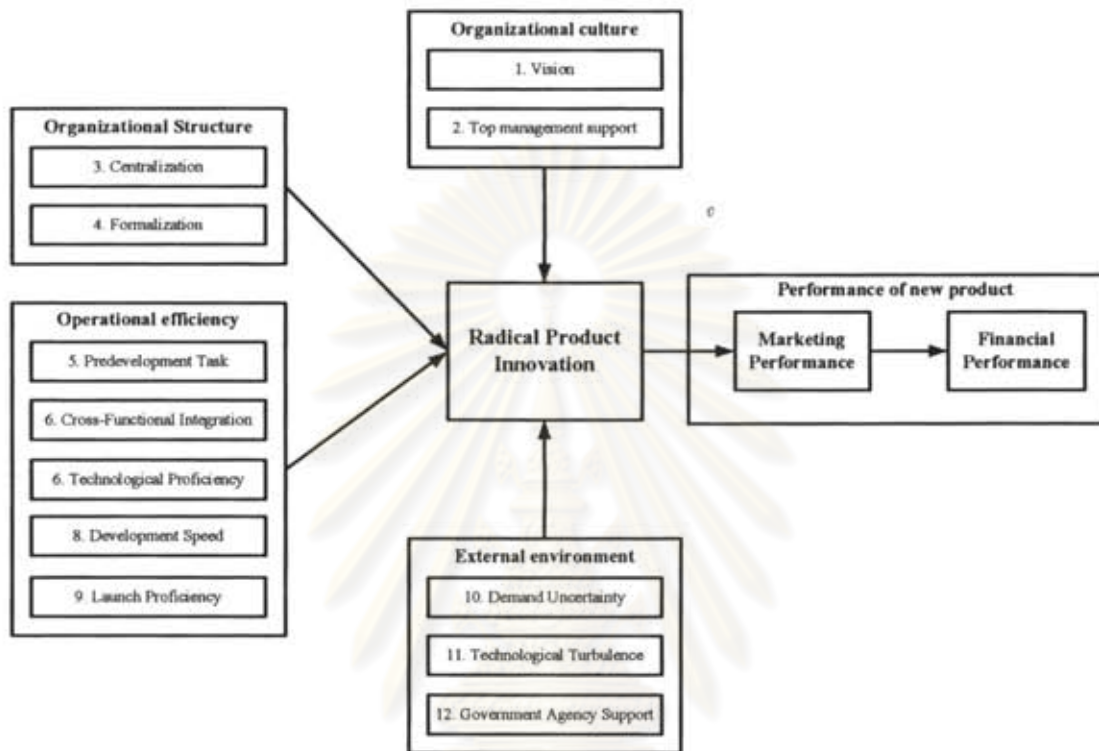 Organizational culture
1. Vision
2. Top management support
Organizational Structure
3. Centralization
4. Formalization
Operational efficiency
5. Predevelopment Task
6. Cross-Functional Integration
6. Technological Proficiency
8. Development Speed
9. Launch Proficiency
Radical Product
Innovation
Performance of new product
Marketing
Performance
Financial
Performance
External environment
10. Demand Uncertainty
11. Technological Turbulence
12. Government Agency Support